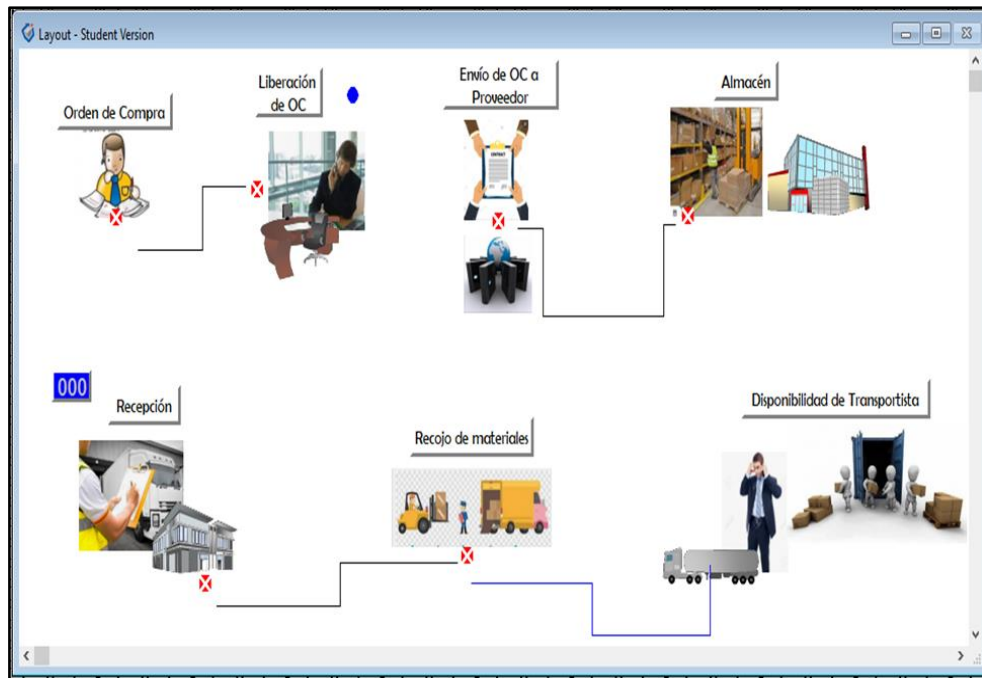 Layout - Student Version
Orden de Compra
Liberación
de OC
Envío de OC a
Proveedor
Almacén
CONTRACT
000
Recepción
Recojo de materiales
Disponibilidad de Transportista